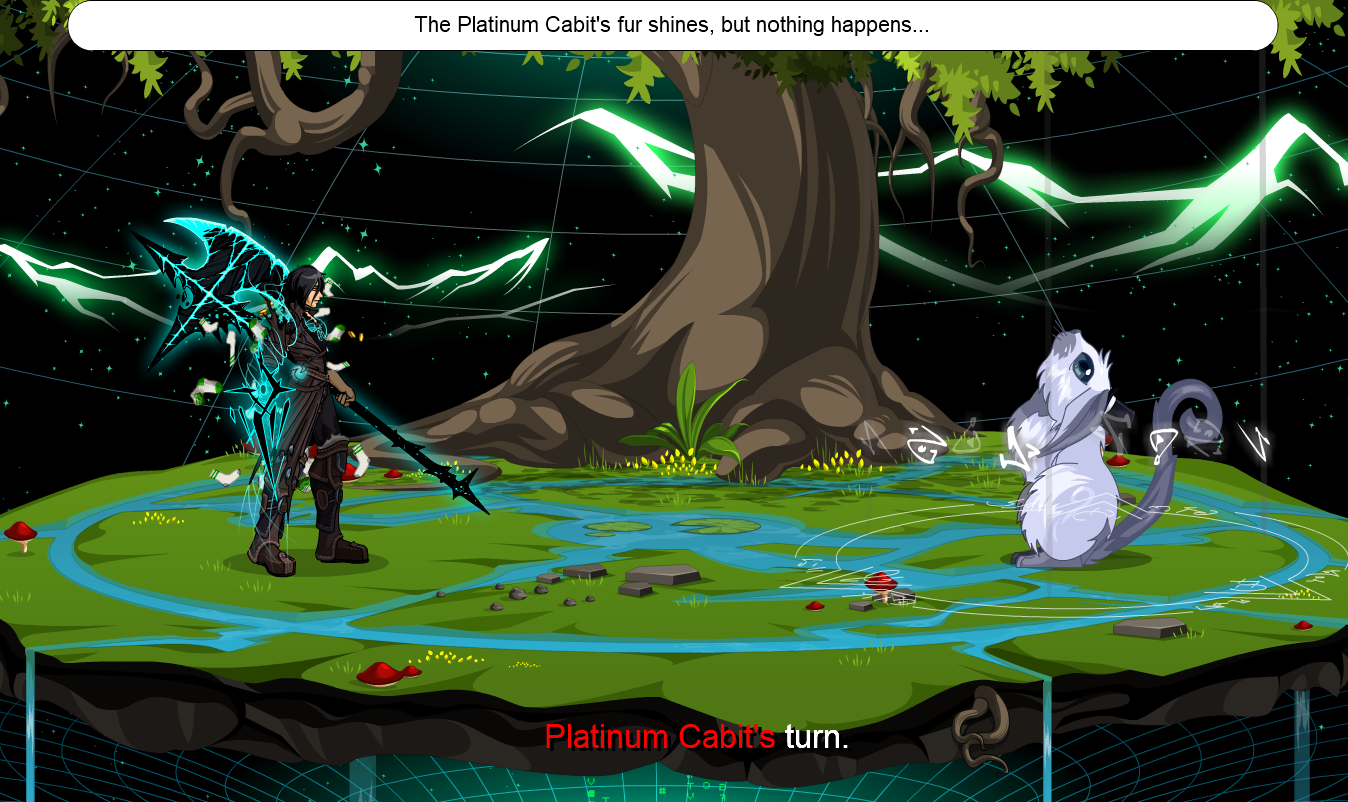 The Platinum Cabit's fur shines, but nothing happens...
Platinum Cabit's turn.